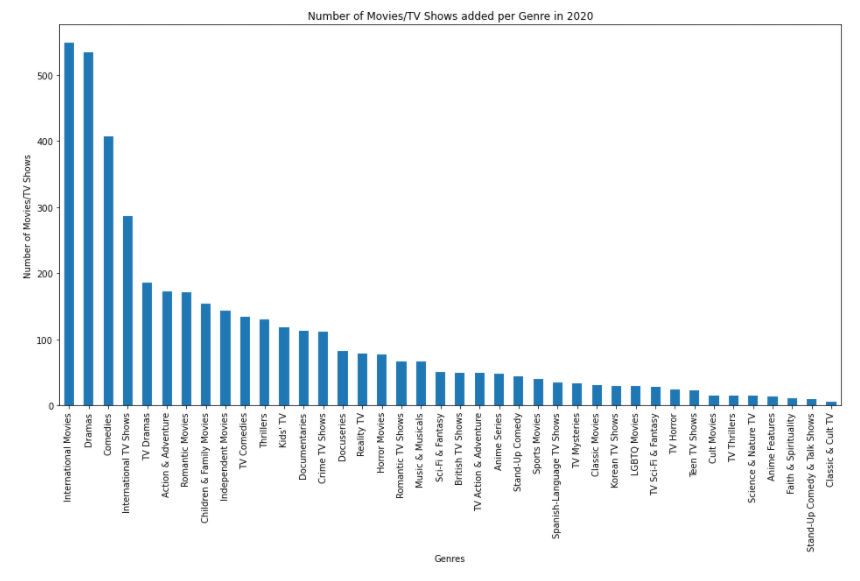 Number of Movies/TV Shows added per Genre in 2020
Number of Movies/TV Shows
500
400
300
200
100
0
International Movies
Dramas
Comedies
International TV Shows
TV Dramas
Action & Adventure
Romantic Movies
Children & Family Movies
Independent Movies
TV Comedies
Thrillers
Kids' TV
Documentaries
Crime TV Shows
Docuseries
Reality TV
Horror Movies
Romantic TV Shows
Music & Musicals
Sci-Fi & Fantasy
British TV Shows
TV Action & Adventure
Anime Series
Stand-Up Comedy
Sports Movies
Spanish-Language TV Shows
TV Mysteries
Classic Movies
Korean TV Shows
LGBTQ Movies
TV Sci-Fi & Fantasy
TV Horror
Teen TV Shows
Cult Movies
TV Thrillers
Science & Nature TV
Anime Features
Faith & Spirituality
Stand-Up Comedy & Talk Shows
Classic & Cult TV
Genres